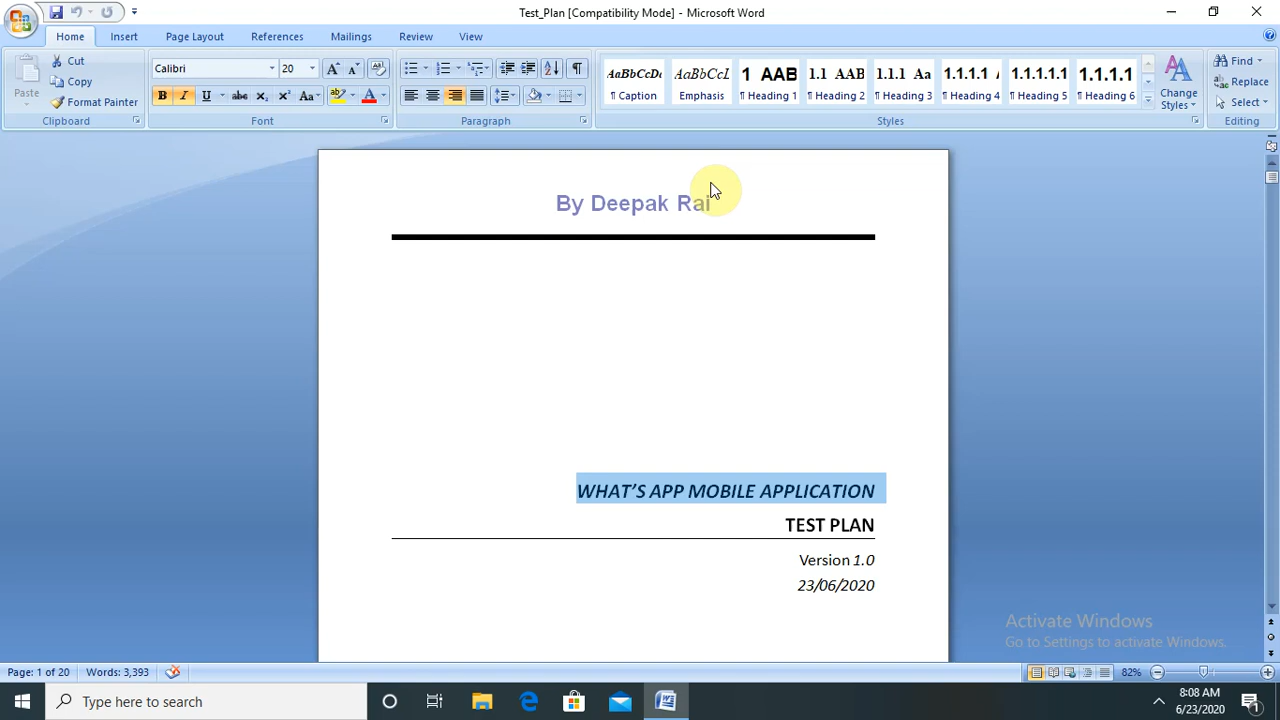 Test_Plan [Compatibility Mode] - Microsoft Word
Home Insert Page Layout References Mailings Review View
Paste
Cut
Copy
Format Painter
Clipboard
Calibri 20
B I U abc x₂ x² Aa
Font
Paragraph
AaBbCcDc AaBbCcL 1 AAB 1.1 AAB 1.1.1 Aa 1.1.1.1 1.1.1.1.1 1.1.1.1
¶ Caption ¶ Emphasis ¶ Heading 1 ¶ Heading 2 ¶ Heading 3 ¶ Heading 4 ¶ Heading 5 ¶ Heading 6
Styles
Change
Styles
Find
Replace
Select
Editing
By Deepak Rai
WHAT'S APP MOBILE APPLICATION
TEST PLAN
Version 1.0
23/06/2020
Activate Windows
Go to Settings to activate Windows.
Page: 1 of 20 Words: 3,393
82%
Type here to search
8:08 AM
6/23/2020
1